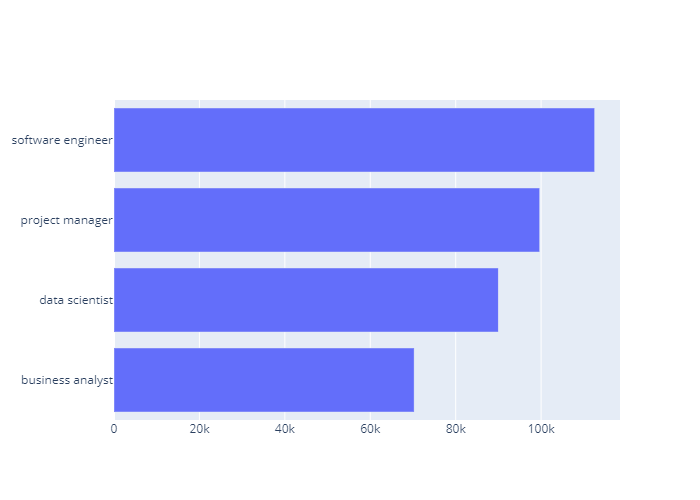 software engineer
project manager
data scientist
business analyst
0 20k 40k 60k 80k 100k